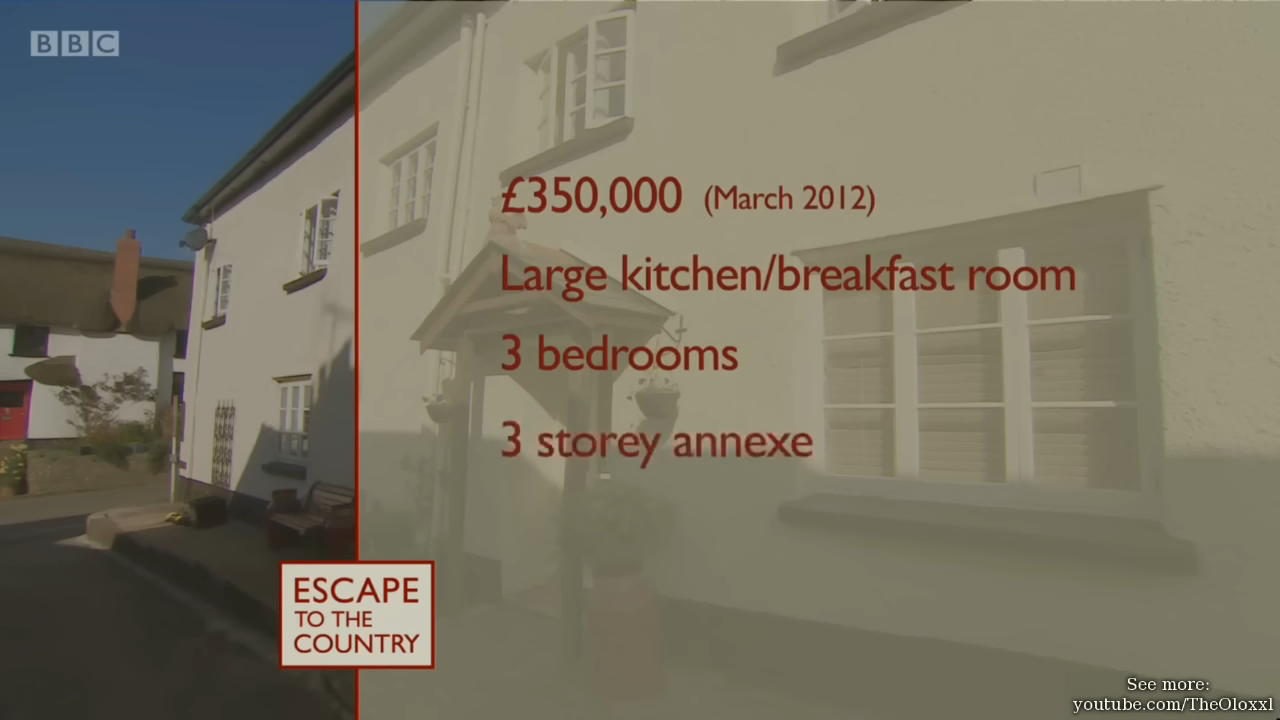 BBC
£350,000 (March 2012)
Large kitchen/breakfast room
3 bedrooms
3 storey annexe
ESCAPE
TO THE
COUNTRY
See more:
youtube.com/TheOloxxl